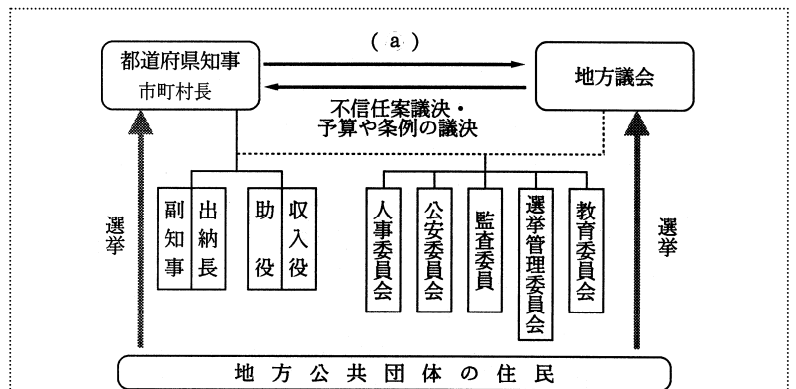 (a)
都道府県知事
市町村長
地方議会
不信任案議決・
予算や条例の議決
選挙
副知事
出納長
助役
収入役
人事委員会
公安委員会
監査委員
選挙管理委員会
教育委員会
選挙
地方公共団体の住民